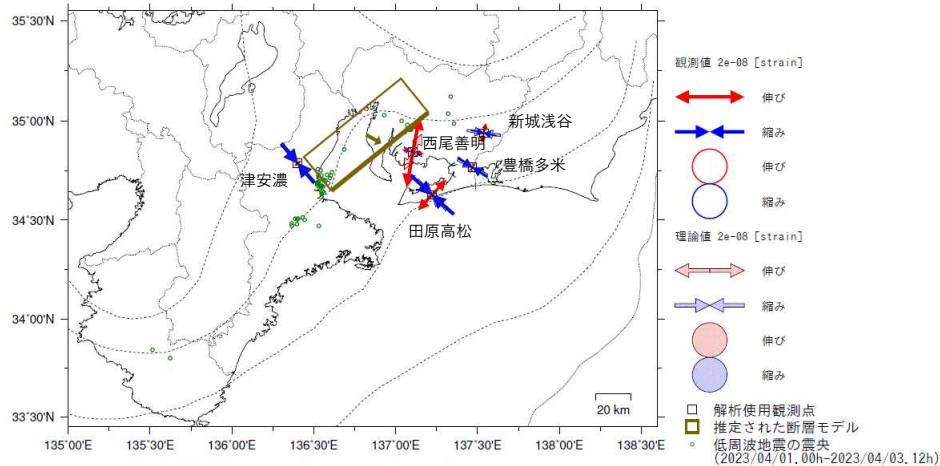 35°30'N
35°00'N
34°30'N
34°00'N
33°30'N
135°00'E
135°30'E
136°00'E
136°30'E
137°00'E
137°30'E
138°00'E
138°30'E
新城浅谷
西尾善明
豊橋多米
津安濃
田原高松
20 km
観測値 2e-08 [strain]
伸び
縮み
伸び
縮み
理論値 2e-08 [strain]
伸び
縮み
伸び
縮み
解析使用観測点
推定された断層モデル
低周波地震の震央
(2023/04/01.00h-2023/04/03.12h)